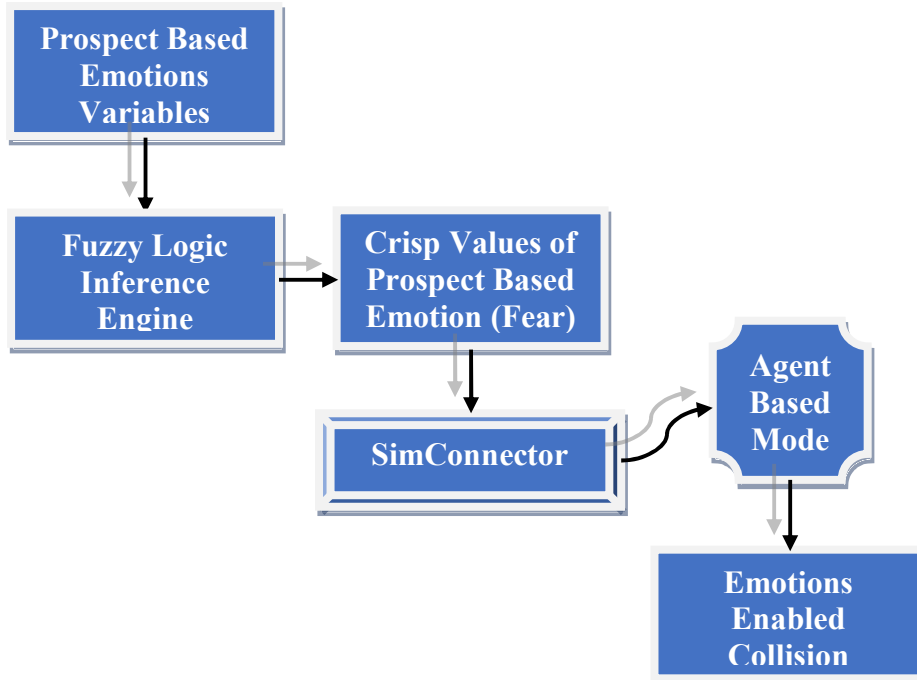 Prospect Based
Emotions
Variables
Fuzzy Logic
Inference
Engine
Crisp Values of
Prospect Based
Emotion (Fear)
SimConnector
Agent
Based
Mode
Emotions
Enabled
Collision